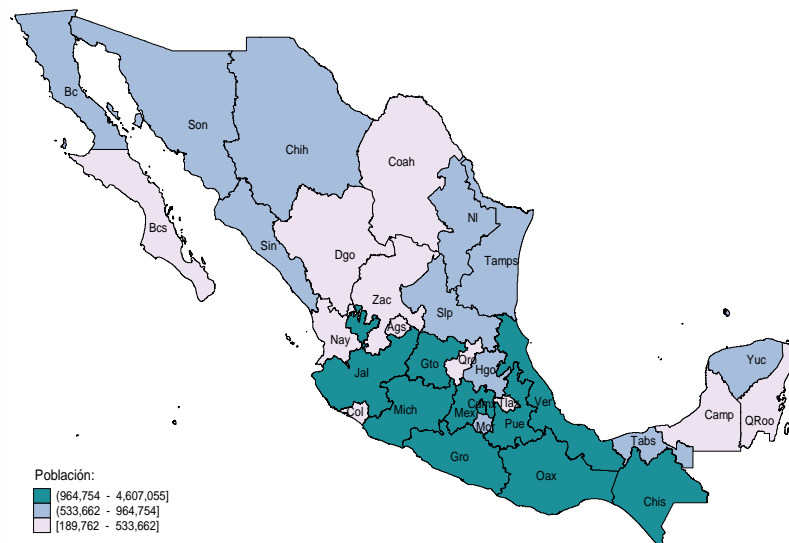 Bc
Son
Chih
Coah
Nl
Bcs
Sin
Dgo
Tamps
Zac
Slp
Nay
Ags
Jal
Gto
Qro
Hgo
Yuc
Col
Mich
Mex
Tlax
Ver
Camp
QRoo
Mo
Pue
Tabs
Gro
Oax
Chis
Población:
(964,754 - 4,607,055]
(533,662 - 964,754]
[189,762 - 533,662]